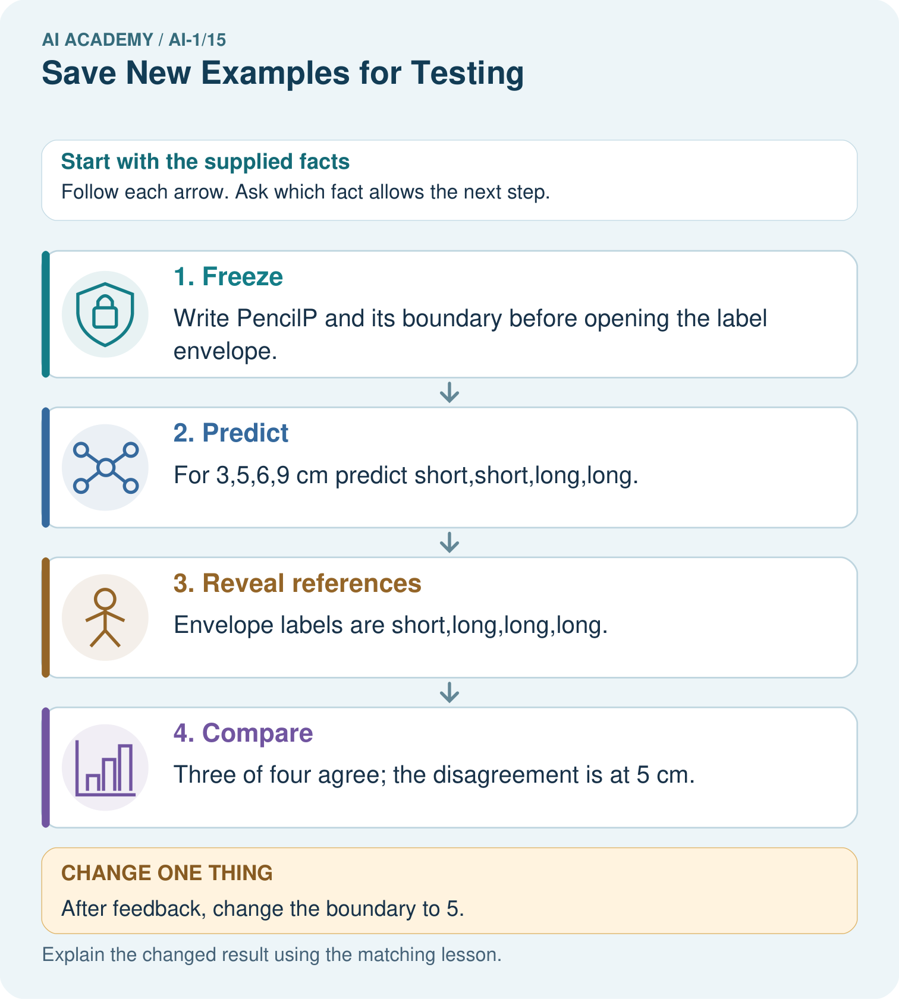 AI ACADEMY / AI-1/15
Save New Examples for Testing
Start with the supplied facts
Follow each arrow. Ask which fact allows the next step.
1. Freeze
Write PencilP and its boundary before opening the label
envelope.
2. Predict
For 3,5,6,9 cm predict short,short,long,long.
3. Reveal references
Envelope labels are short,long,long,long.
4. Compare
Three of four agree; the disagreement is at 5 cm.
CHANGE ONE THING
After feedback, change the boundary to 5.
Explain the changed result using the matching lesson.